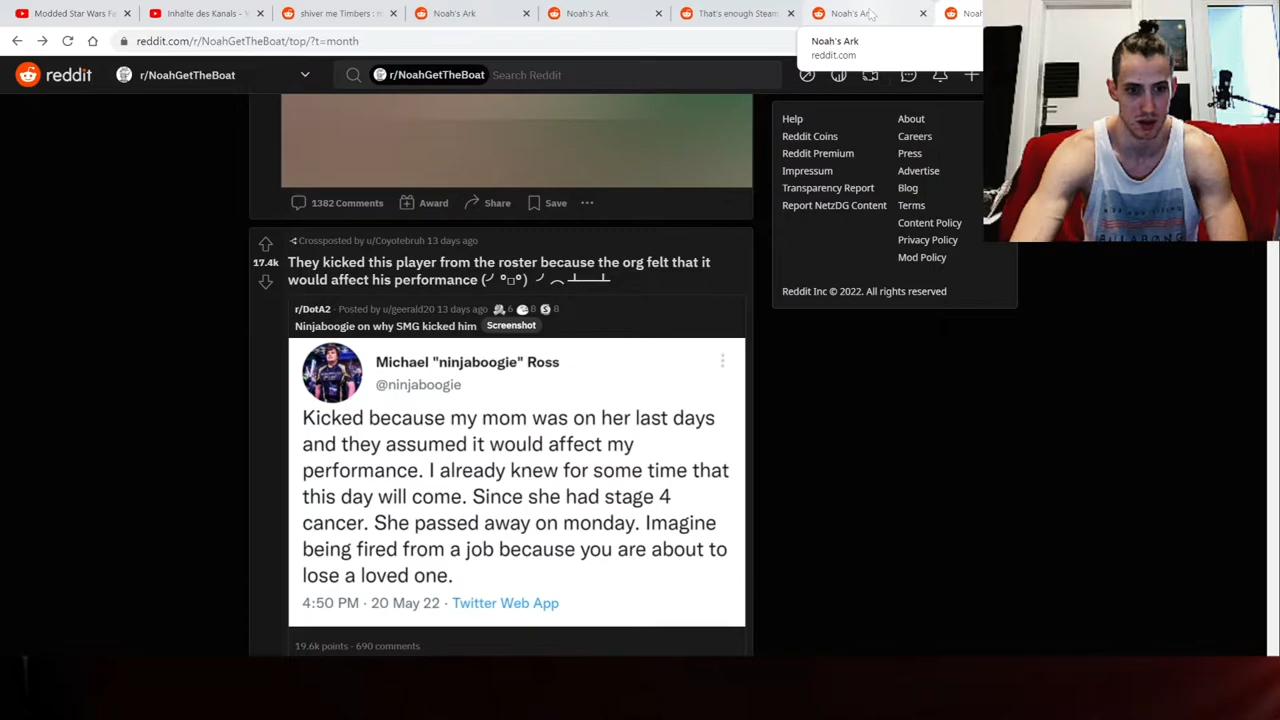 Modded Star Wars Fa
Inhalte des Kanals -
shiver me Timbers : m
Noah's Ark
Noah's Ark
That's enough Steam
Noah's Ark
Noah
reddit.com/r/NoahGetTheBoat/top/?t=month
Noah's Ark
reddit.com
reddit
r/NoahGetTheBoat
r/NoahGetTheBoat
Search Reddit
Help
About
Reddit Coins
Careers
Reddit Premium
Press
Impressum
Advertise
Transparency Report
Blog
Report NetzDG Content
Terms
Content Policy
Privacy Policy
Mod Policy
Reddit Inc © 2022. All rights reserved
1382 Comments
Award
Share
Save
Crossposted by u/Coyotebruh 13 days ago
17.4k
They kicked this player from the roster because the org felt that it
would affect his performance (╯°□°)╯︵ ┻━┻
r/DotA2 · Posted by u/geerald20 13 days ago 6 8 8
Ninjaboogie on why SMG kicked him Screenshot
Michael "ninjaboogie" Ross
@ninjaboogie
Kicked because my mom was on her last days
and they assumed it would affect my
performance. I already knew for some time that
this day will come. Since she had stage 4
cancer. She passed away on monday. Imagine
being fired from a job because you are about to
lose a loved one.
4:50 PM · 20 May 22 · Twitter Web App
19.6k points · 690 comments
BILLABONG